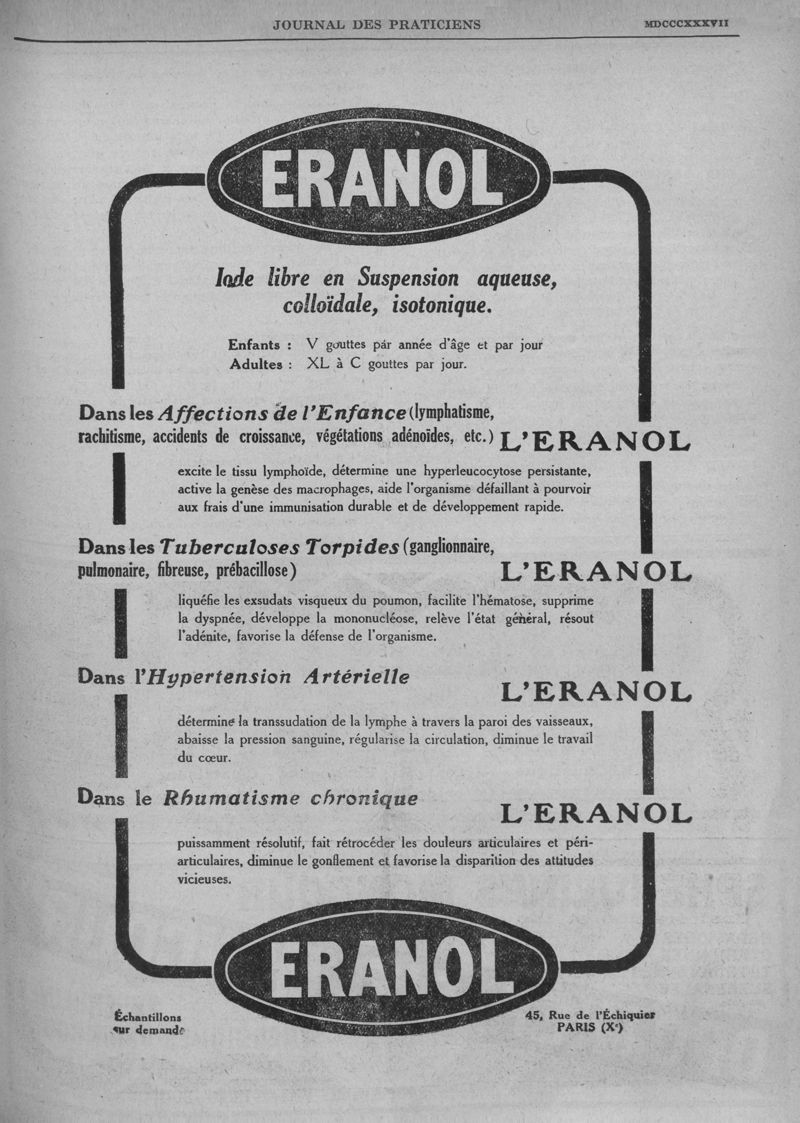 JOURNAL DES PRATICIENS MDCCCXXXVII
ERANOL
Iode libre en Suspension aqueuse,
colloïdale, isotonique.
Enfants : V gouttes par année d'âge et par jour
Adultes : XL à C gouttes par jour.
Dans les Affections de l'Enfance (lymphatisme,
rachitisme, accidents de croissance, végétations adénoïdes, etc.) L'ERANOL
excite le tissu lymphoïde, détermine une hyperleucocytose persistante,
active la genèse des macrophages, aide l'organisme défaillant à pourvoir
aux frais d'une immunisation durable et de développement rapide.
Dans les Tuberculoses Torpides (ganglionnaire,
pulmonaire, fibreuse, prébacillose) L'ERANOL
liquéfie les exsudats visqueux du poumon, facilite l'hématose, supprime
la dyspnée, développe la mononucléose, relève l'état général, résout
l'adénite, favorise la défense de l'organisme.
Dans l'Hypertension Artérielle
L'ERANOL
détermine la transsudation de la lymphe à travers la paroi des vaisseaux,
abaisse la pression sanguine, régularise la circulation, diminue le travail
du cœur.
Dans le Rhumatisme chronique
L'ERANOL
puissamment résolutif, fait rétrocéder les douleurs articulaires et péri-
articulaires, diminue le gonflement et favorise la disparition des attitudes
vicieuses.
ERANOL
Échantillons
sur demande
45, Rue de l'Échiquier
PARIS (Xᵉ)